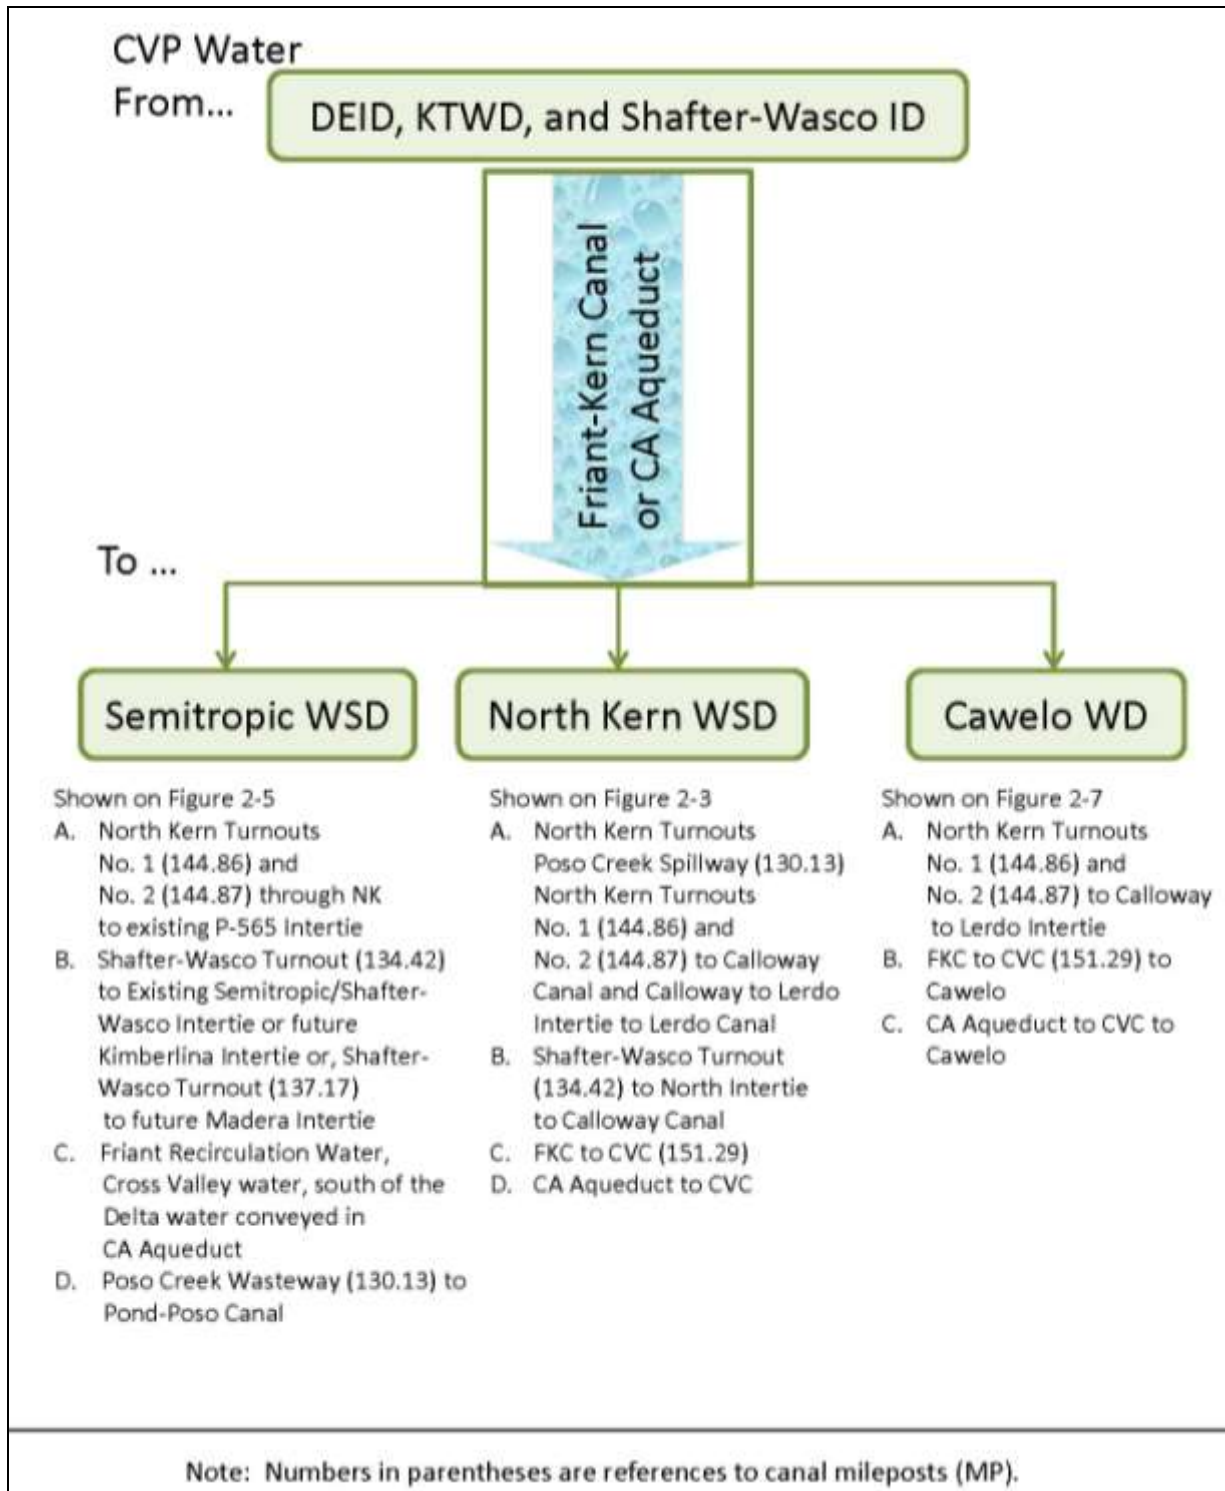 CVP Water
From...
DEID, KTWD, and Shafter-Wasco ID
Friant-Kern Canal
or CA Aqueduct
To ...
Semitropic WSD
North Kern WSD
Cawelo WD
Shown on Figure 2-5
A. North Kern Turnouts
No. 1 (144.86) and
No. 2 (144.87) through NK
to existing P-565 Intertie
B. Shafter-Wasco Turnout (134.42)
to Existing Semitropic/Shafter-
Wasco Intertie or future
Kimberlina Intertie or, Shafter-
Wasco Turnout (137.17)
to future Madera Intertie
C. Friant Recirculation Water,
Cross Valley water, south of the
Delta water conveyed in
CA Aqueduct
D. Poso Creek Wasteway (130.13) to
Pond-Poso Canal
Shown on Figure 2-3
A. North Kern Turnouts
Poso Creek Spillway (130.13)
North Kern Turnouts
No. 1 (144.86) and
No. 2 (144.87) to Calloway
Canal and Calloway to Lerdo
Intertie to Lerdo Canal
B. Shafter-Wasco Turnout
(134.42) to North Intertie
to Calloway Canal
C. FKC to CVC (151.29)
D. CA Aqueduct to CVC
Shown on Figure 2-7
A. North Kern Turnouts
No. 1 (144.86) and
No. 2 (144.87) to Calloway
to Lerdo Intertie
B. FKC to CVC (151.29) to
Cawelo
C. CA Aqueduct to CVC to
Cawelo
Note: Numbers in parentheses are references to canal mileposts (MP).